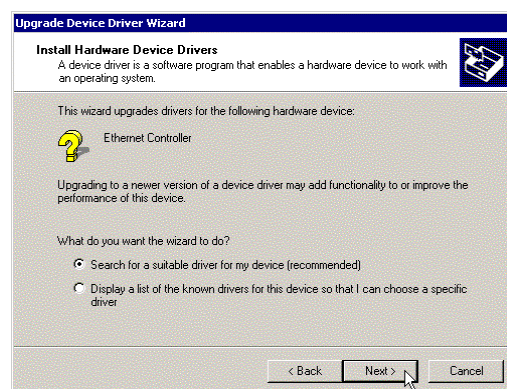 Upgrade Device Driver Wizard
Install Hardware Device Drivers
A device driver is a software program that enables a hardware device to work with
an operating system.
This wizard upgrades drivers for the following hardware device:
Ethernet Controller
Upgrading to a newer version of a device driver may add functionality to or improve the
performance of this device.
What do you want the wizard to do?
Search for a suitable driver for my device (recommended)
Display a list of the known drivers for this device so that I can choose a specific
driver
< Back Next > Cancel